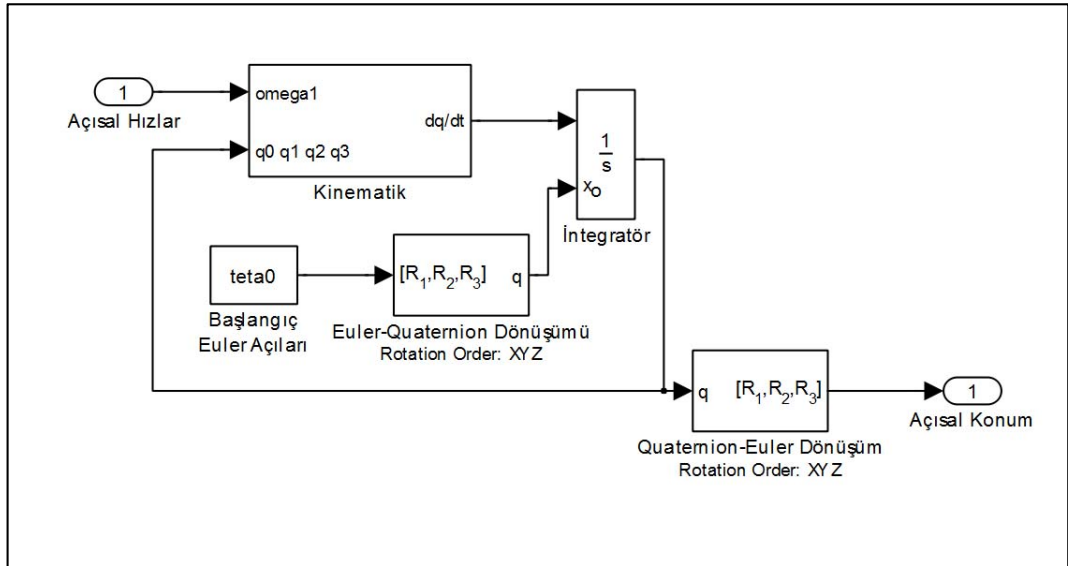 1
Açısal Hızlar
omega1
dq/dt
q0 q1 q2 q3
Kinematik
1
s
xo
İntegratör
teta0
Başlangıç
Euler Açıları
[R1,R2,R3] q
Euler-Quaternion Dönüşümü
Rotation Order: XYZ
q [R1,R2,R3]
Quaternion-Euler Dönüşüm
Rotation Order: XYZ
1
Açısal Konum